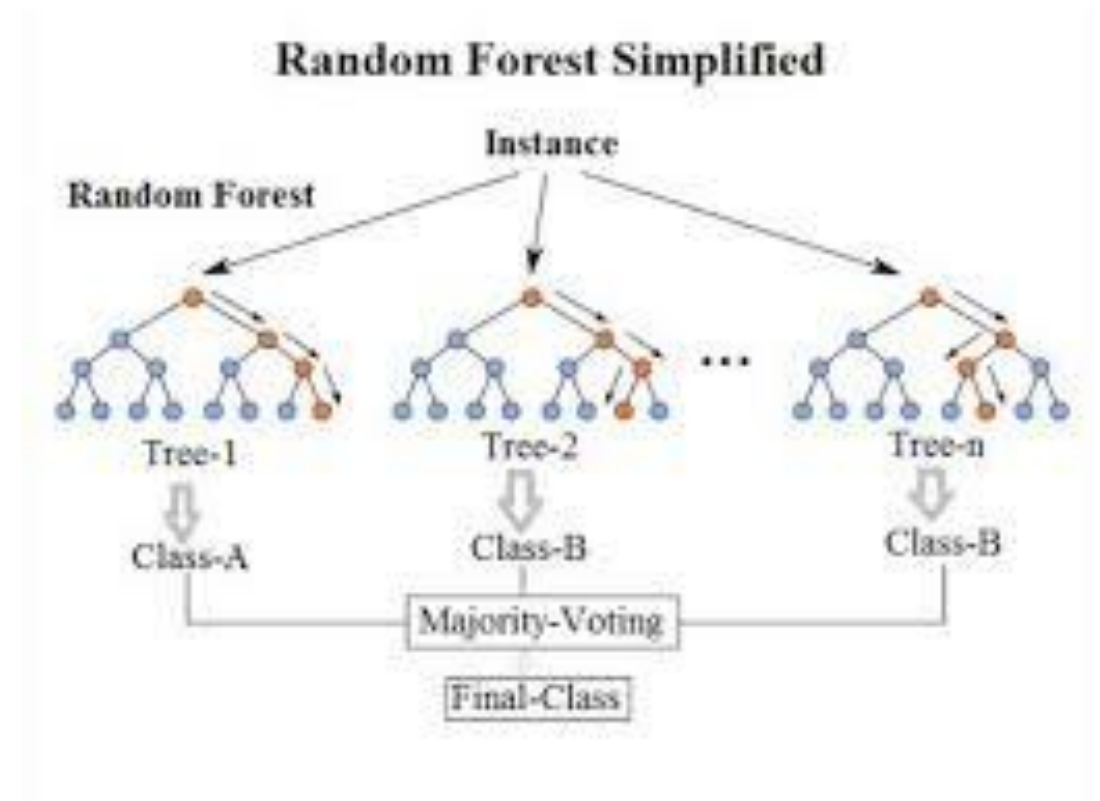 Random Forest Simplified
Instance
Random Forest
...
Tree-1
Tree-2
Tree-n
Class-A
Class-B
Class-B
Majority-Voting
Final-Class